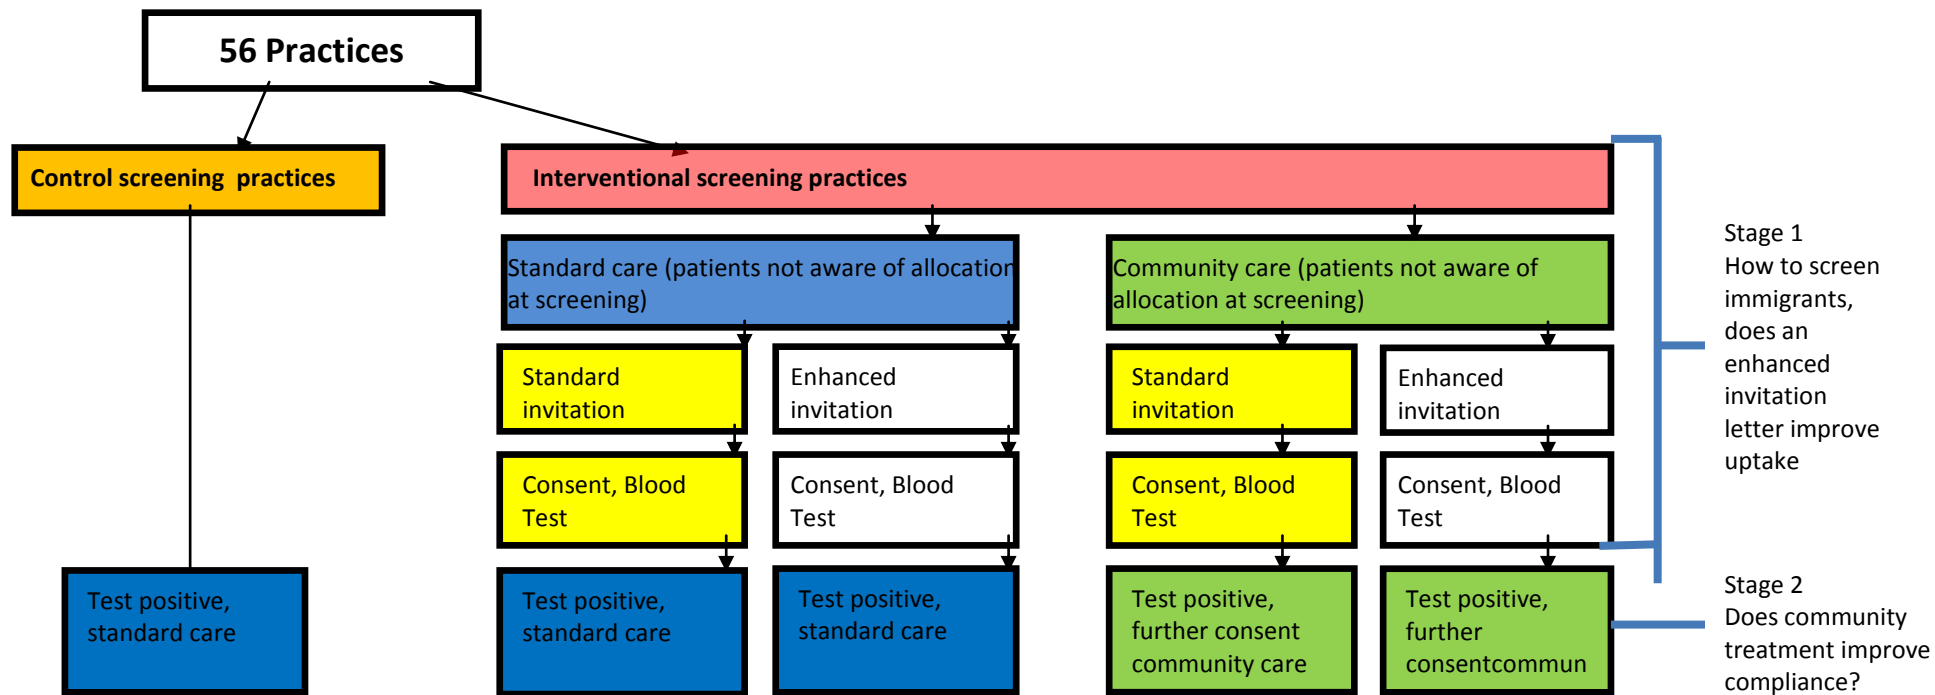 56 Practices
Control screening  practices
Interventional screening practices
Standard care (patients not aware of allocation
at screening)
Community care (patients not aware of
allocation at screening)
Standard
invitation
Enhanced
invitation
Standard
invitation
Enhanced
invitation
Consent, Blood
Test
Consent, Blood
Test
Consent, Blood
Test
Consent, Blood
Test
Test positive,
standard care
Test positive,
standard care
Test positive,
standard care
Test positive,
further consent
community care
Test positive,
further
consentcommun
Stage 1
How to screen
immigrants,
does an
enhanced
invitation
letter improve
uptake
Stage 2
Does community
treatment improve
compliance?